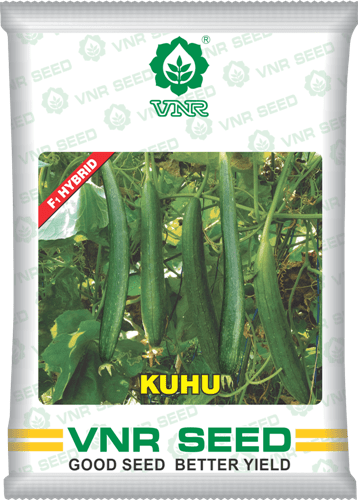 ®
VNR
F1 HYBRID
KUHU
VNR SEED
GOOD SEED BETTER YIELD